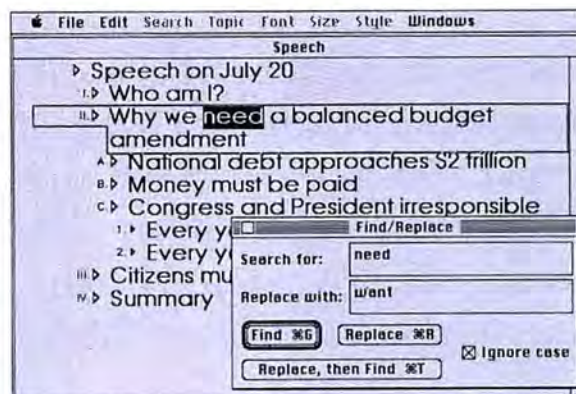 File Edit Search Topic Font Size Style Windows
Speech
Speech on July 20
I. Who am I?
II. Why we need a balanced budget
amendment
A. National debt approaches $2 trillion
B. Money must be paid
C. Congress and President irresponsible
1. Every y
2. Every y
III. Citizens mu
IV. Summary
Find/Replace
Search for: need
Replace with: want
Find ⌘G Replace ⌘R
Ignore case
Replace, then Find ⌘T